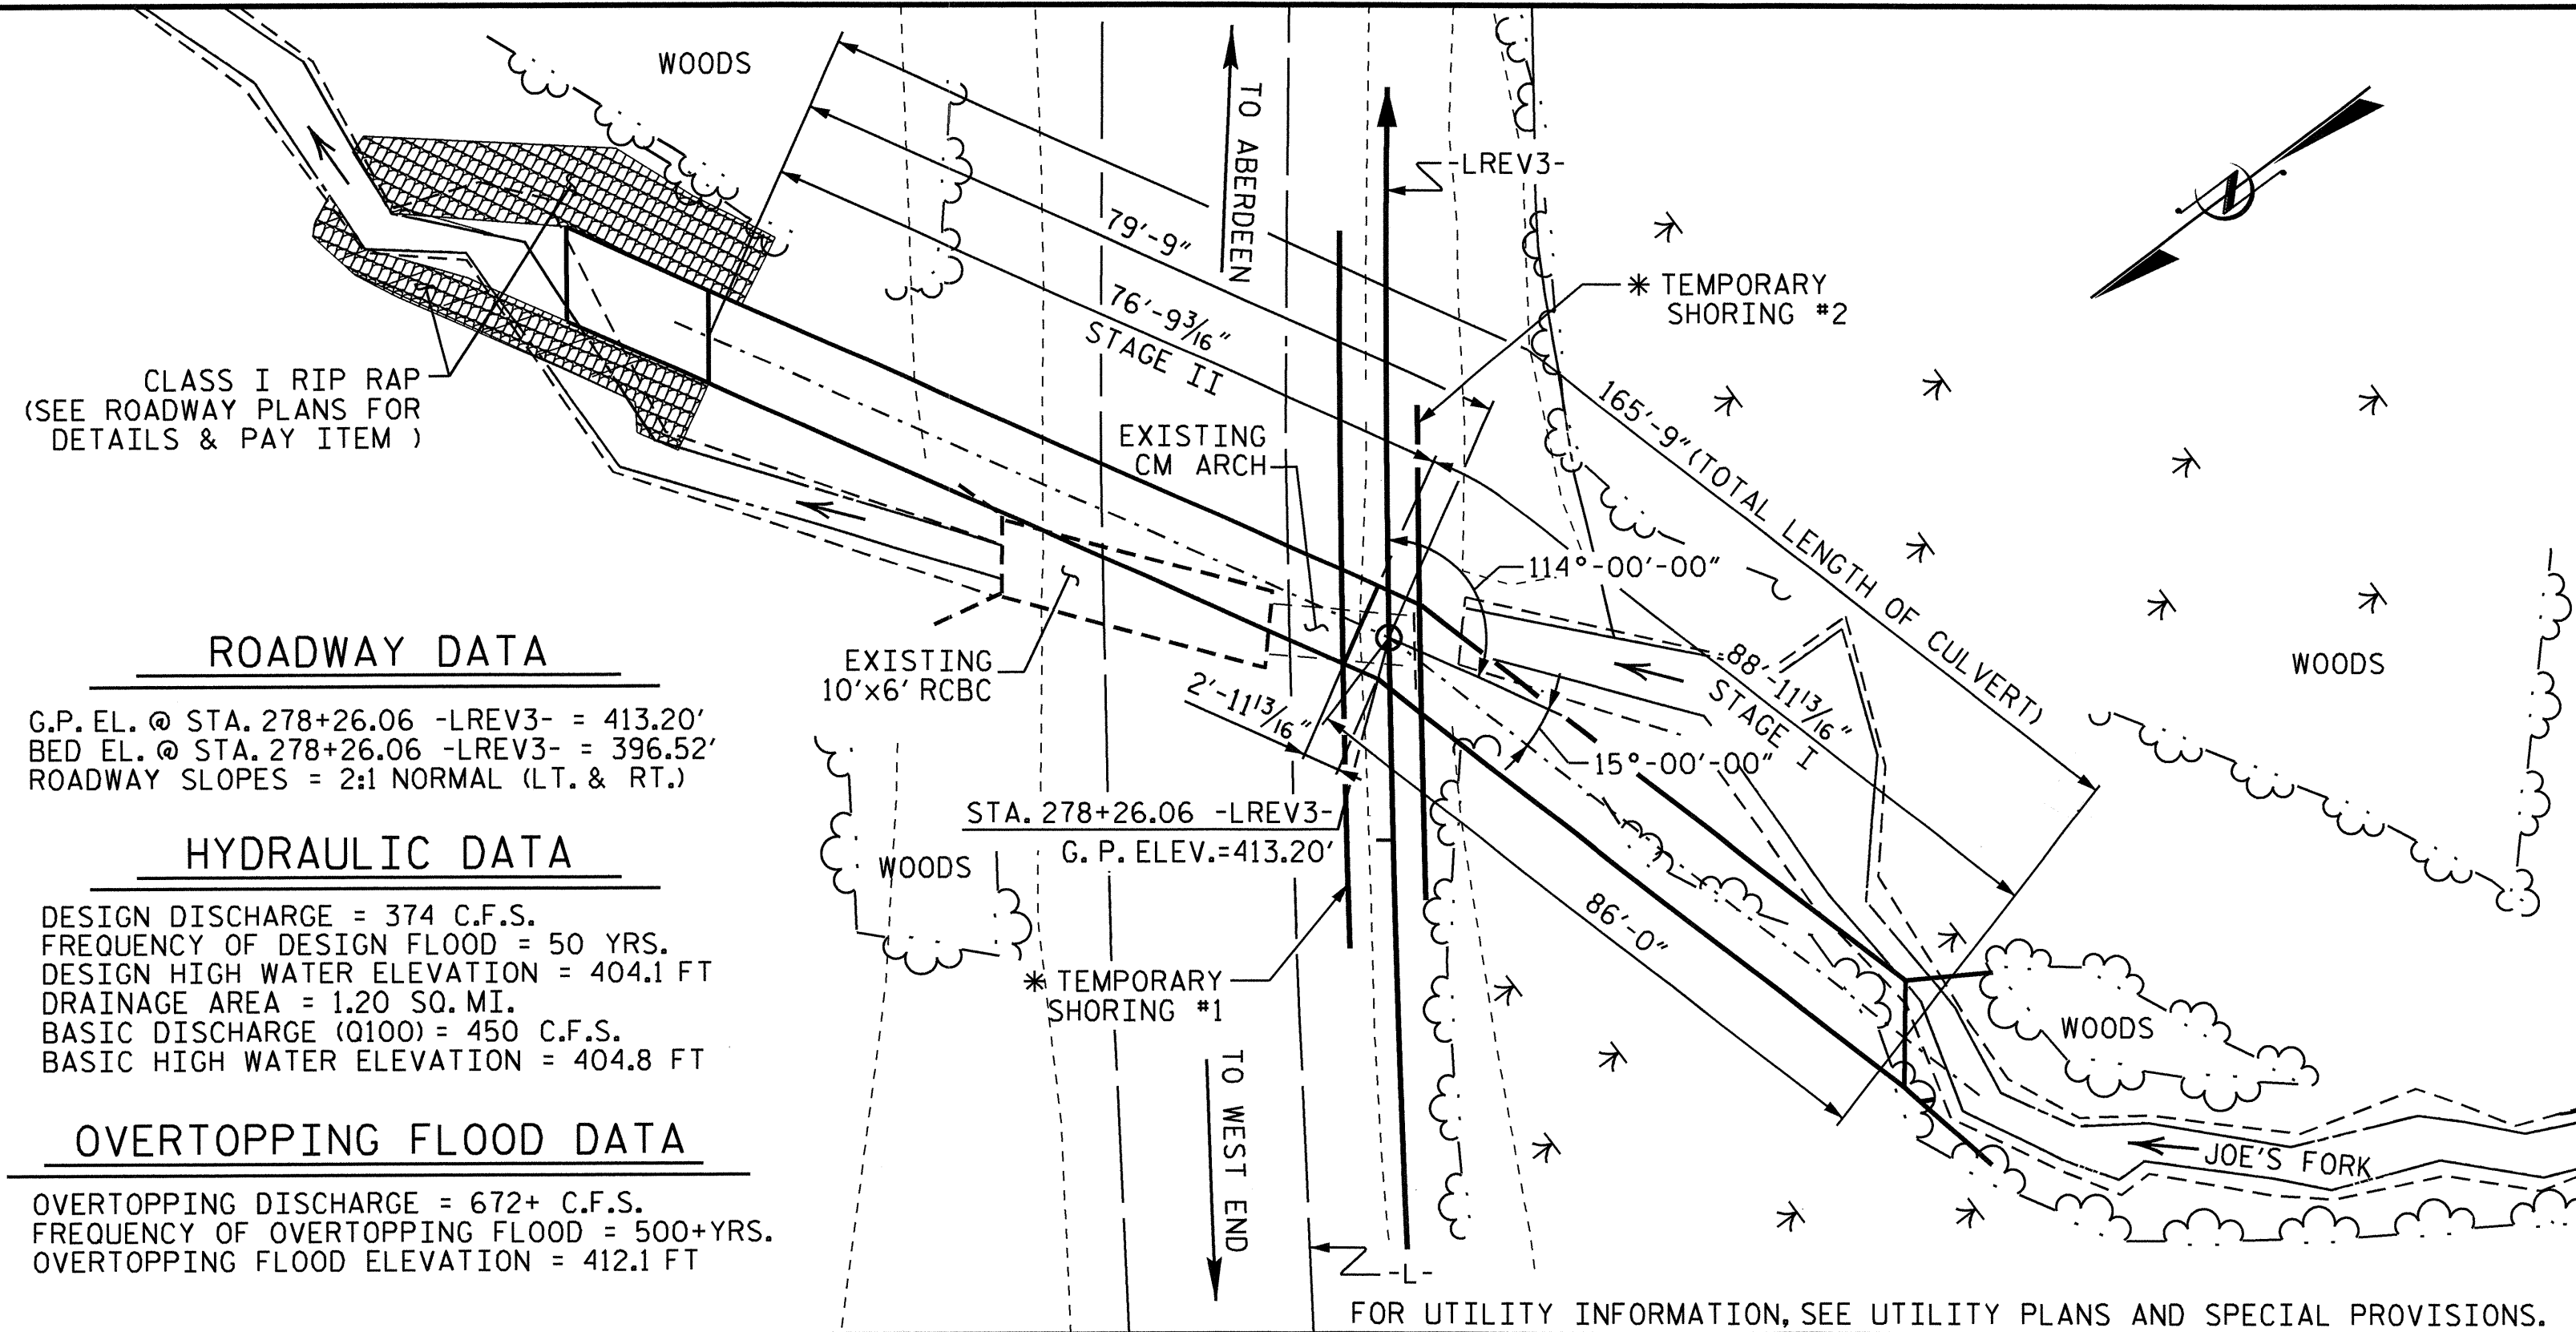 WOODS
TO ABERDEEN
-LREV3-
79'-9"
76'-9 3/16"
STAGE II
* TEMPORARY
SHORING #2
CLASS I RIP RAP
(SEE ROADWAY PLANS FOR
DETAILS & PAY ITEM )
EXISTING
CM ARCH
165'-9" (TOTAL LENGTH OF CULVERT)
114°-00'-00"
88'-11 13/16"
STAGE I
WOODS
EXISTING
10'x6' RCBC
2'-11 13/16"
15°-00'-00"
STA. 278+26.06 -LREV3-
G. P. ELEV.=413.20'
WOODS
86'-0"
* TEMPORARY
SHORING #1
WOODS
TO WEST END
JOE'S FORK
-L-
ROADWAY DATA
G.P. EL. @ STA. 278+26.06 -LREV3- = 413.20'
BED EL. @ STA. 278+26.06 -LREV3- = 396.52'
ROADWAY SLOPES = 2:1 NORMAL (LT. & RT.)
HYDRAULIC DATA
DESIGN DISCHARGE = 374 C.F.S.
FREQUENCY OF DESIGN FLOOD = 50 YRS.
DESIGN HIGH WATER ELEVATION = 404.1 FT
DRAINAGE AREA = 1.20 SQ. MI.
BASIC DISCHARGE (Q100) = 450 C.F.S.
BASIC HIGH WATER ELEVATION = 404.8 FT
OVERTOPPING FLOOD DATA
OVERTOPPING DISCHARGE = 672+ C.F.S.
FREQUENCY OF OVERTOPPING FLOOD = 500+YRS.
OVERTOPPING FLOOD ELEVATION = 412.1 FT
FOR UTILITY INFORMATION, SEE UTILITY PLANS AND SPECIAL PROVISIONS.
N